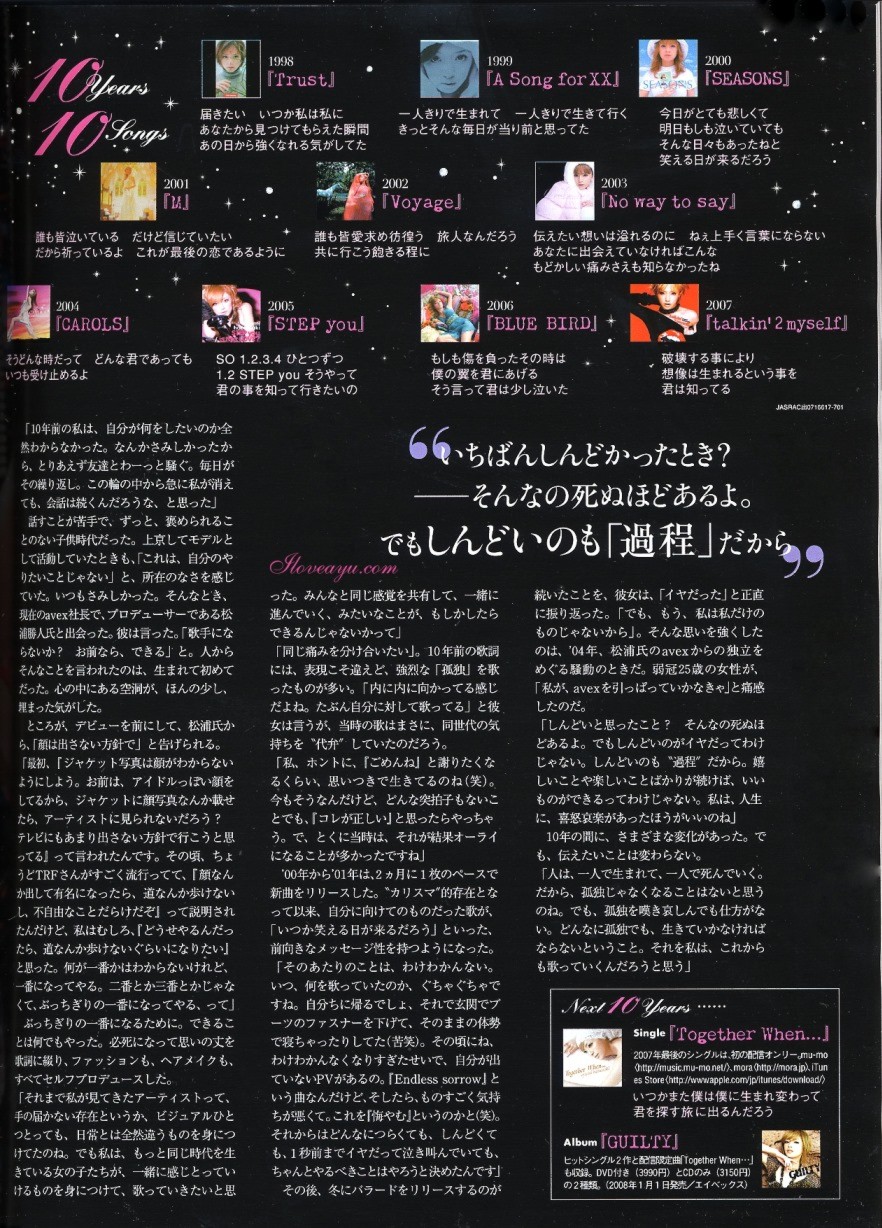 10 Years
10 Songs
1998
『Trust』
届きたい　いつか私は私に
あなたから見つけてもらえた瞬間
あの日から強くなれる気がしてた
1999
『A Song for XX』
一人きりで生まれて　一人きりで生きて行く
きっとそんな毎日が当り前と思ってた
2000
『SEASONS』
今日がとても悲しくて
明日もしも泣いていても
そんな日々もあったねと
笑える日が来るだろう
2001
『M』
誰も皆泣いている　だけど信じていたい
だから祈っているよ　これが最後の恋であるように
2002
『Voyage』
誰も皆愛求め彷徨う　旅人なんだろう
共に行こう飽きる程に
2003
『No way to say』
伝えたい想いは溢れるのに　ねぇ上手く言葉にならない
あなたに出会えていなければこんな
もどかしい痛みさえも知らなかったね
2004
『CAROLS』
そうどんな時だって　どんな君であっても
いつも受け止めるよ
2005
『STEP you』
SO 1.2.3.4 ひとつずつ
1.2 STEP you そうやって
君の事を知って行きたいの
2006
『BLUE BIRD』
もしも傷を負ったその時は
僕の翼を君にあげる
そう言って君は少し泣いた
2007
『talkin' 2 myself』
破壊する事により
想像は生まれるという事を
君は知ってる
JASRAC出0716617-701
“いちばんしんどかったとき?
――そんなの死ぬほどあるよ。
でもしんどいのも「過程」だから”
Iloveayu.com
「10年前の私は、自分が何をしたいのか全
然わからなかった。なんかさみしかったか
ら、とりあえず友達とわーっと騒ぐ。毎日が
その繰り返し。この輪の中から急に私が消え
ても、会話は続くんだろうな、と思った」
　話すことが苦手で、ずっと、褒められるこ
とのない子供時代だった。上京してモデルと
して活動していたときも、「これは、自分のや
りたいことじゃない」と、所在のなさを感じ
ていた。いつもさみしかった。そんなとき、
現在のavex社長で、プロデューサーである松
浦勝人氏と出会った。彼は言った。「歌手にな
らないか?　お前なら、できる」と。人から
そんなことを言われたのは、生まれて初めて
だった。心の中にある空洞が、ほんの少し、
埋まった気がした。
　ところが、デビューを前にして、松浦氏か
ら、「顔は出さない方針で」と告げられる。
「最初、『ジャケット写真は顔がわからない
ようにしよう。お前は、アイドルっぽい顔を
してるから、ジャケットに顔写真なんか載せ
たら、アーティストに見られないだろう?
テレビにもあまり出さない方針で行こうと思
ってる』って言われたんです。その頃、ちょ
うどTRFさんがすごく流行ってて、『顔なん
か出して有名になったら、道なんか歩けない
し、不自由なことだらけだぞ』って説明され
たんだけど、私はむしろ、『どうせやるんだっ
たら、道なんか歩けないぐらいになりたい』
と思った。何が一番かはわからないけれど、
一番になってやる。二番とか三番とかじゃな
くて、ぶっちぎりの一番になってやる、って」
　ぶっちぎりの一番になるために。できるこ
とは何でもやった。必死になって思いの丈を
歌詞に綴り、ファッションも、ヘアメイクも、
すべてセルフプロデュースした。
「それまで私が見てきたアーティストって、
手の届かない存在というか、ビジュアルひと
つとっても、日常とは全然違うものを身につ
けてたのね。でも私は、もっと同じ時代を生
きている女の子たちが、一緒に感じとってい
けるものを身につけて、歌っていきたいと思
った。みんなと同じ感覚を共有して、一緒に
進んでいく、みたいなことが、もしかしたら
できるんじゃないかって」
「同じ痛みを分け合いたい」。10年前の歌詞
には、表現こそ違えど、強烈な「孤独」を歌
ったものが多い。「内に内に向かってる感じ
だよね。たぶん自分に対して歌ってる」と彼
女は言うが、当時の歌はまさに、同世代の気
持ちを〝代弁〟していたのだろう。
「私、ホントに、『ごめんね』と謝りたくな
るくらい、思いつきで生きてるのね(笑)。
今もそうなんだけど、どんな突拍子もないこ
とでも、『コレが正しい』と思ったらやっちゃ
う。で、とくに当時は、それが結果オーライ
になることが多かったですね」
　'00年から'01年は、2ヵ月に1枚のペースで
新曲をリリースした。〝カリスマ〟的存在とな
って以来、自分に向けてのものだった歌が、
「いつか笑える日が来るだろう」といった、
前向きなメッセージ性を持つようになった。
「そのあたりのことは、わけわかんない。
いつ、何を歌っていたのか、ぐちゃぐちゃで
すね。自分ちに帰るでしょ、それで玄関でブ
ーツのファスナーを下げて、そのままの体勢
で寝ちゃったりしてた(苦笑)。その頃にね、
わけわかんなくなりすぎたせいで、自分が出
ていないPVがあるの。『Endless sorrow』と
いう曲なんだけど、そしたら、ものすごく気持
ちが悪くて。これを『悔やむ』というのかと(笑)。
それからはどんなにつらくても、しんどくて
も、1秒前までイヤだって泣き叫んでいても、
ちゃんとやるべきことはやろうと決めたんです」
　その後、冬にバラードをリリースするのが
続いたことを、彼女は、「イヤだった」と正直
に振り返った。「でも、もう、私は私だけの
ものじゃないから」。そんな思いを強くした
のは、'04年、松浦氏のavexからの独立を
めぐる騒動のときだ。弱冠25歳の女性が、
「私が、avexを引っぱっていかなきゃ」と痛感
したのだ。
「しんどいと思ったこと?　そんなの死ぬほ
どあるよ。でもしんどいのがイヤだってわけ
じゃない。しんどいのも〝過程〟だから。嬉
しいことや楽しいことばかりが続けば、いい
ものができるってわけじゃない。私は、人生
に、喜怒哀楽があったほうがいいのね」
　10年の間に、さまざまな変化があった。で
も、伝えたいことは変わらない。
「人は、一人で生まれて、一人で死んでいく。
だから、孤独じゃなくなることはないと思う
のね。でも、孤独を嘆き哀しんでも仕方がな
い。どんなに孤独でも、生きていかなければ
ならないということ。それを私は、これから
も歌っていくんだろうと思う」
Next 10 Years ……
Single『Together When...』
2007年最後のシングルは、初の配信オンリー。mu-mo
(http://music.mu-mo.net/)、mora(http://mora.jp)、iTun
es Store(http://www.apple.com/jp/itunes/download/)
いつかまた僕は僕に生まれ変わって
君を探す旅に出るんだろう
Album『GUILTY』
ヒットシングル2作と配信限定曲「Together When…」
も収録。DVD付き(3990円)とCDのみ(3150円)
の2種類。(2008年1月1日発売／エイベックス)